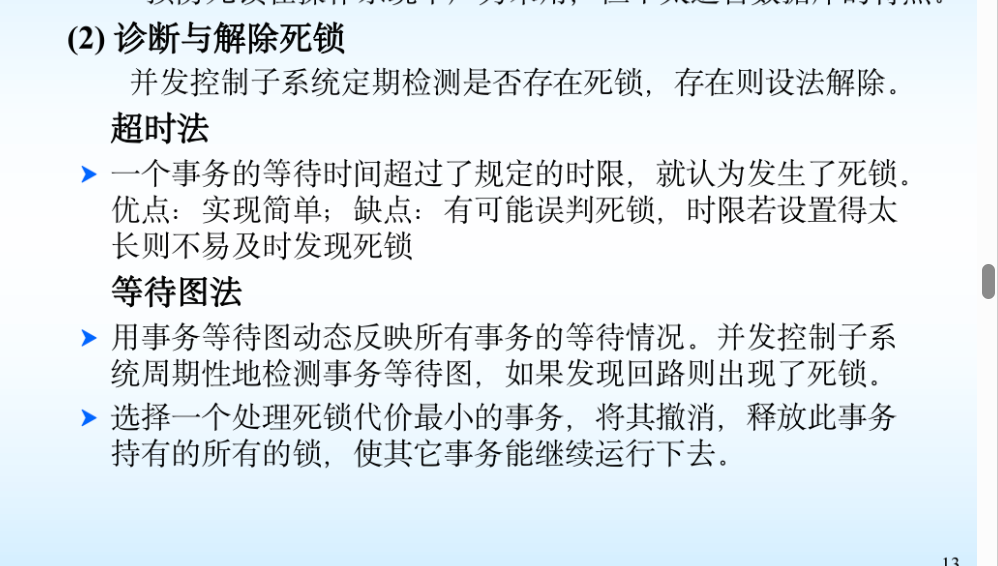 (2) 诊断与解除死锁
并发控制子系统定期检测是否存在死锁，存在则设法解除。
超时法
一个事务的等待时间超过了规定的时限，就认为发生了死锁。
优点：实现简单；缺点：有可能误判死锁，时限若设置得太
长则不易及时发现死锁
等待图法
用事务等待图动态反映所有事务的等待情况。并发控制子系
统周期性地检测事务等待图，如果发现回路则出现了死锁。
选择一个处理死锁代价最小的事务，将其撤消，释放此事务
持有的所有的锁，使其它事务能继续运行下去。
13